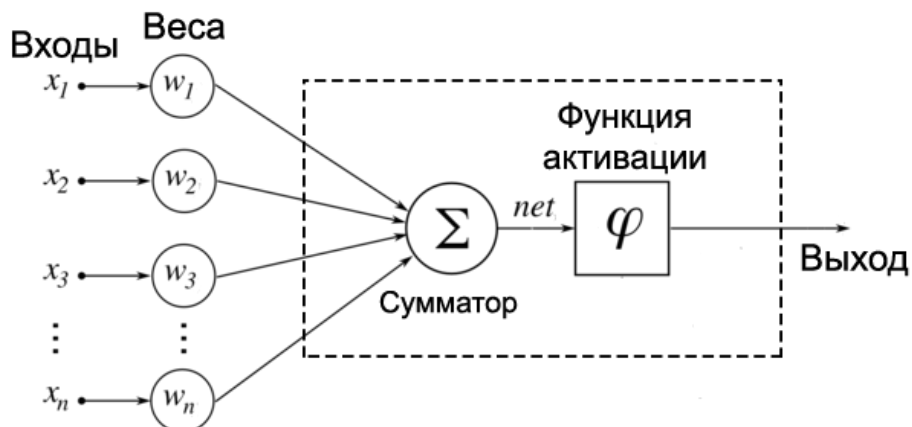 Входы
Веса
x₁
w₁
x₂
w₂
x₃
w₃
⋮
⋮
xₙ
wₙ
Σ
Сумматор
net
Функция
активации
φ
Выход